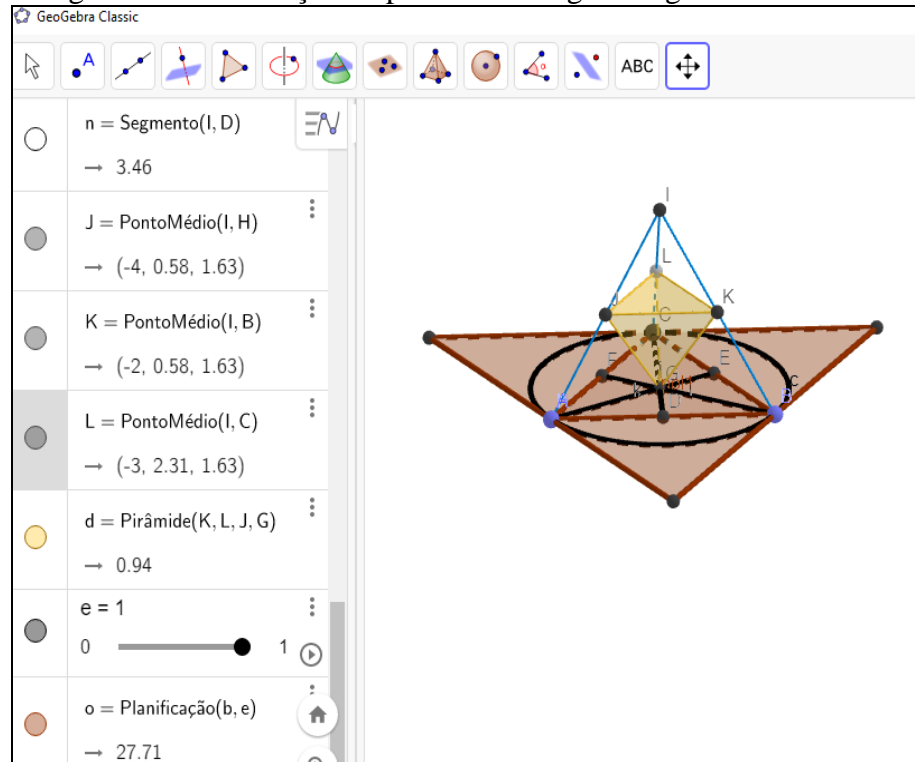 GeoGebra Classic
A
ABC
n = Segmento(I, D)
→ 3.46
J = PontoMédio(I, H)
→ (-4, 0.58, 1.63)
K = PontoMédio(I, B)
→ (-2, 0.58, 1.63)
L = PontoMédio(I, C)
→ (-3, 2.31, 1.63)
d = Pirâmide(K, L, J, G)
→ 0.94
e = 1
0 1
o = Planificação(b, e)
→ 27.71
I
L
J K
C
F E
G
c
D
B